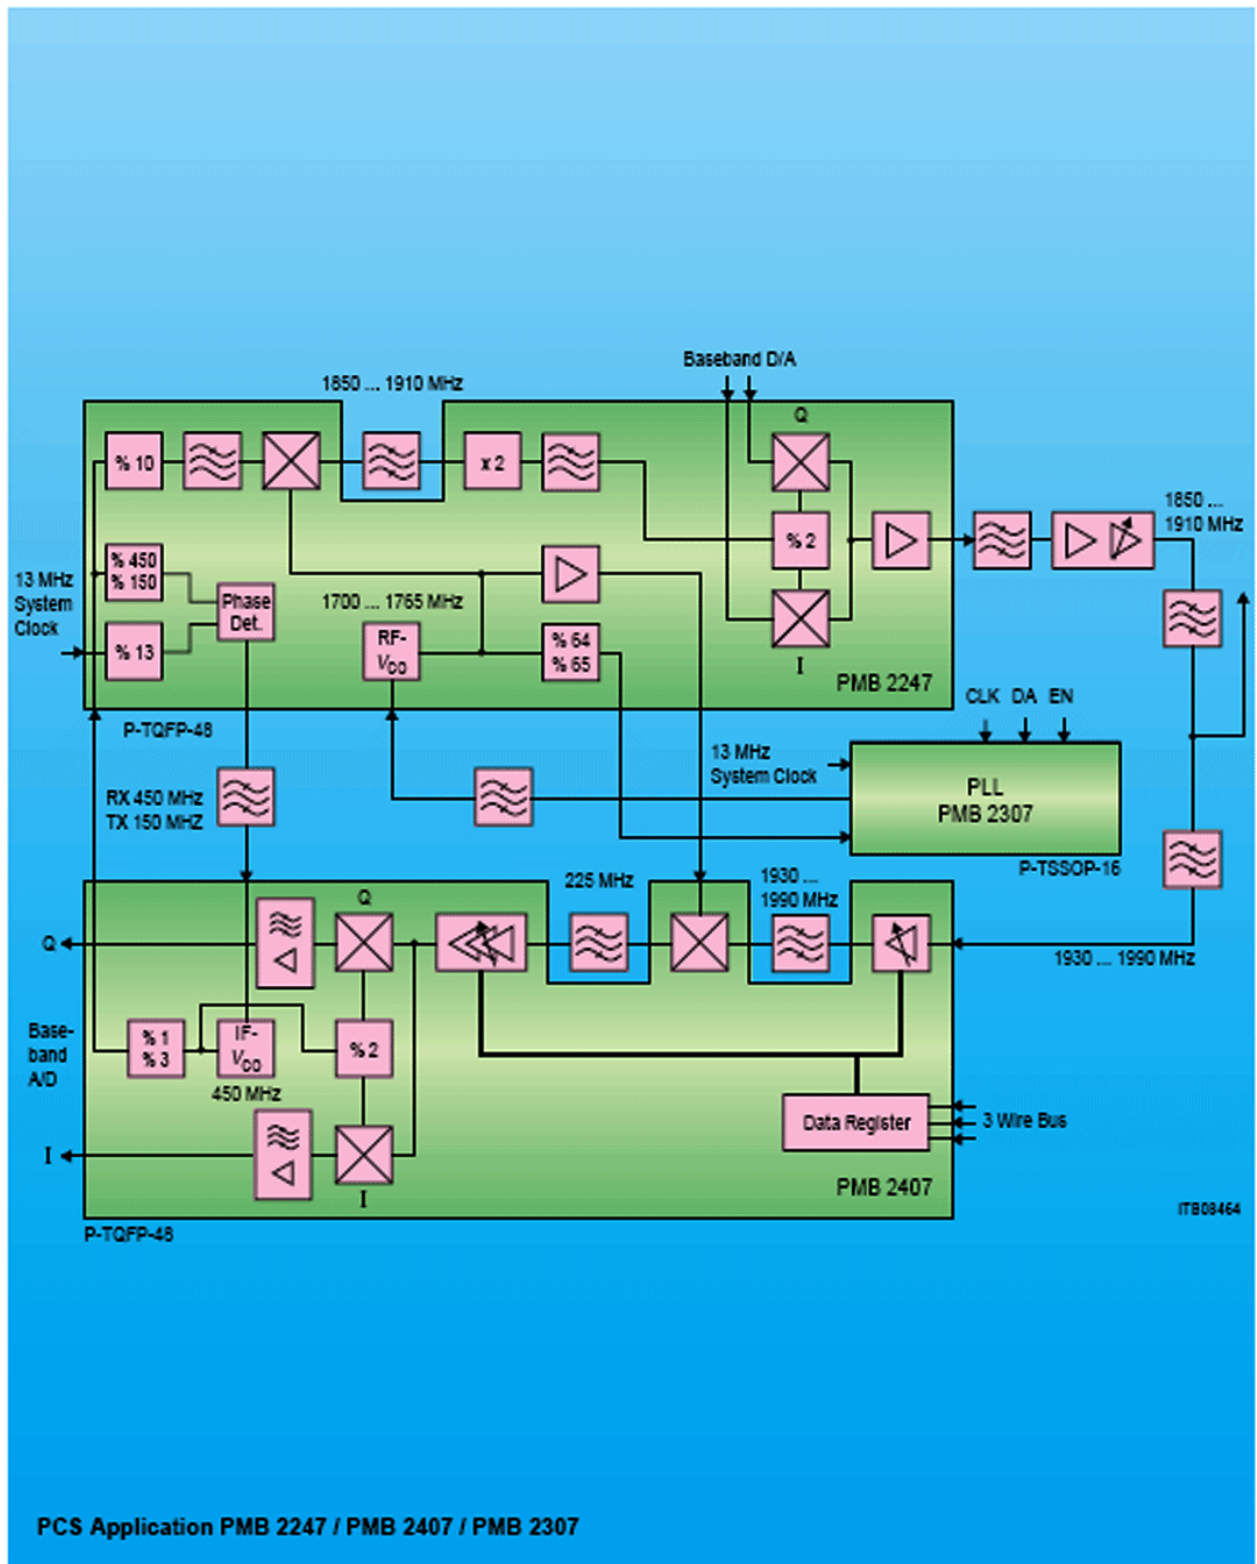 Baseband D/A
1850 ... 1910 MHz
Q
% 10
x 2
1850 ...
1910 MHz
% 2
% 450
% 150
13 MHz
System
Clock
Phase
Det.
1700 ... 1765 MHz
% 13
RF-
VCO
% 64
% 65
I
PMB 2247
P-TQFP-48
CLK DA EN
13 MHz
System Clock
PLL
PMB 2307
RX 450 MHz
TX 150 MHZ
P-TSSOP-16
225 MHz
1930 ...
1990 MHz
Q
Q
1930 ... 1990 MHz
Base-
band
A/D
% 1
% 3
IF-
VCO
% 2
450 MHz
Data Register
3 Wire Bus
I
I
PMB 2407
ITB08464
P-TQFP-48
PCS Application PMB 2247 / PMB 2407 / PMB 2307